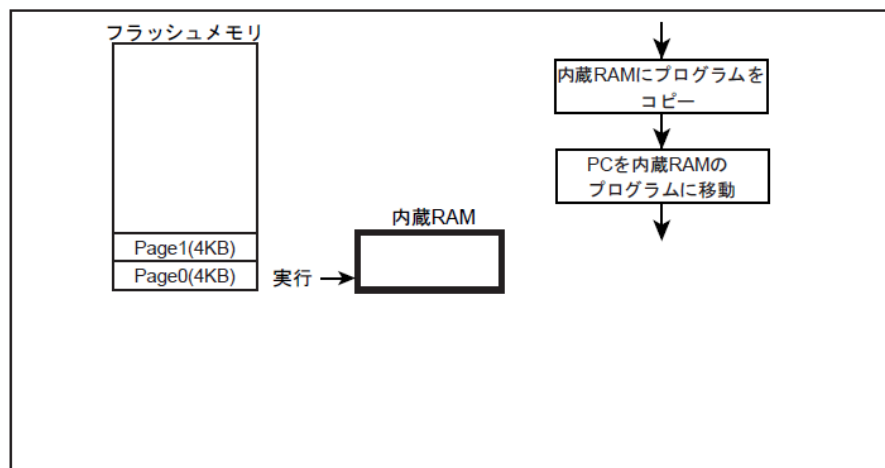 フラッシュメモリ
内蔵RAMにプログラムを
コピー
PCを内蔵RAMの
プログラムに移動
内蔵RAM
Page1(4KB)
Page0(4KB)
実行